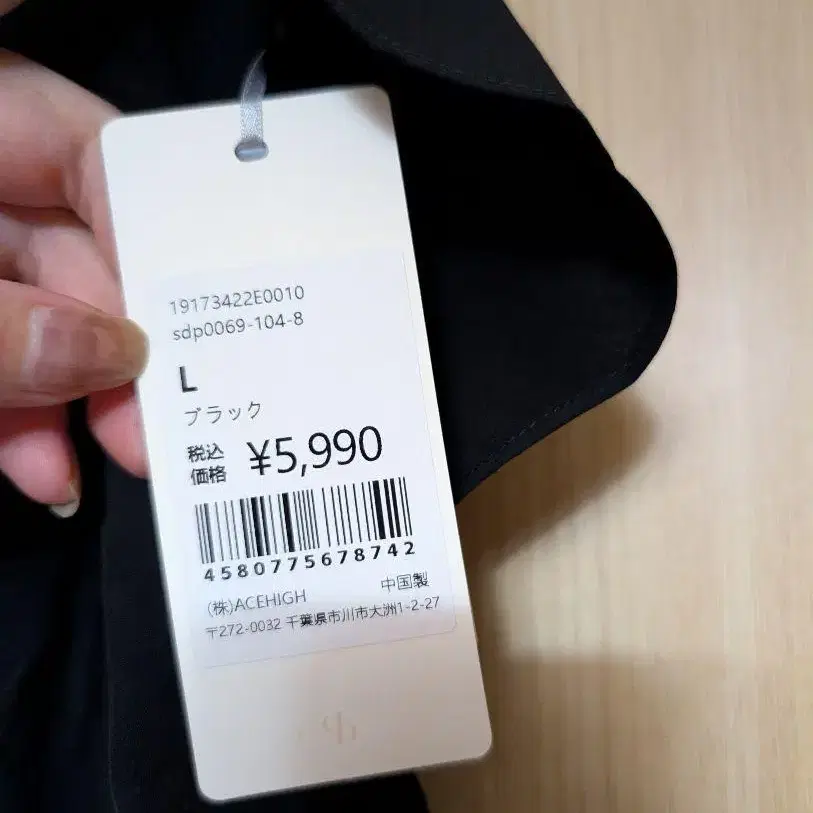 19173422E0010
sdp0069-104-8
L
ブラック
税込
価格 ¥5,990
4580775678742
(株)ACEHIGH 中国製
〒272-0032 千葉県市川市大洲1-2-27